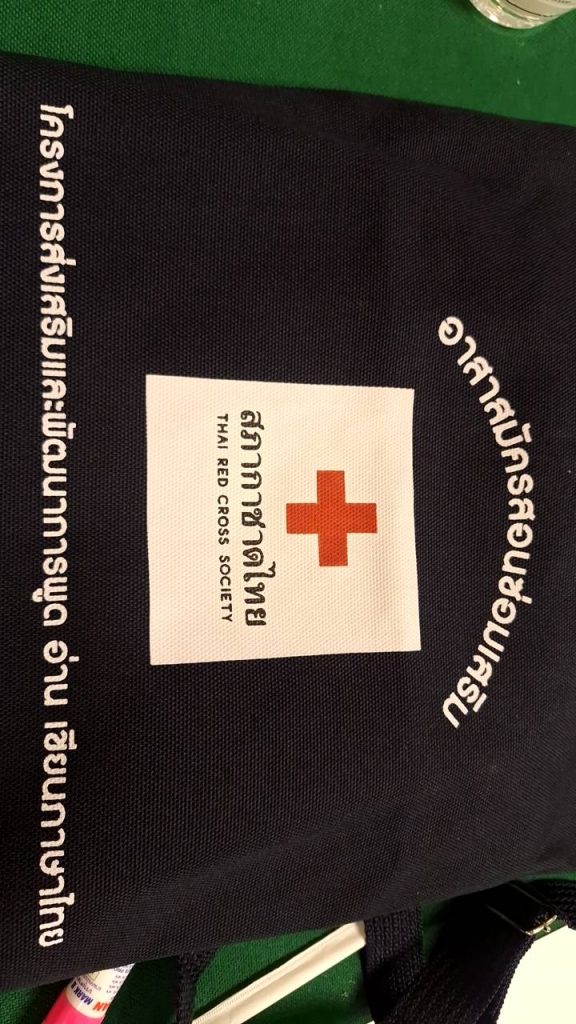 อาสาสมัครสอนซ่อมเสริม
สภากาชาดไทย
THAI RED CROSS SOCIETY
โครงการส่งเสริมและพัฒนาการพูด อ่าน เขียนภาษาไทย